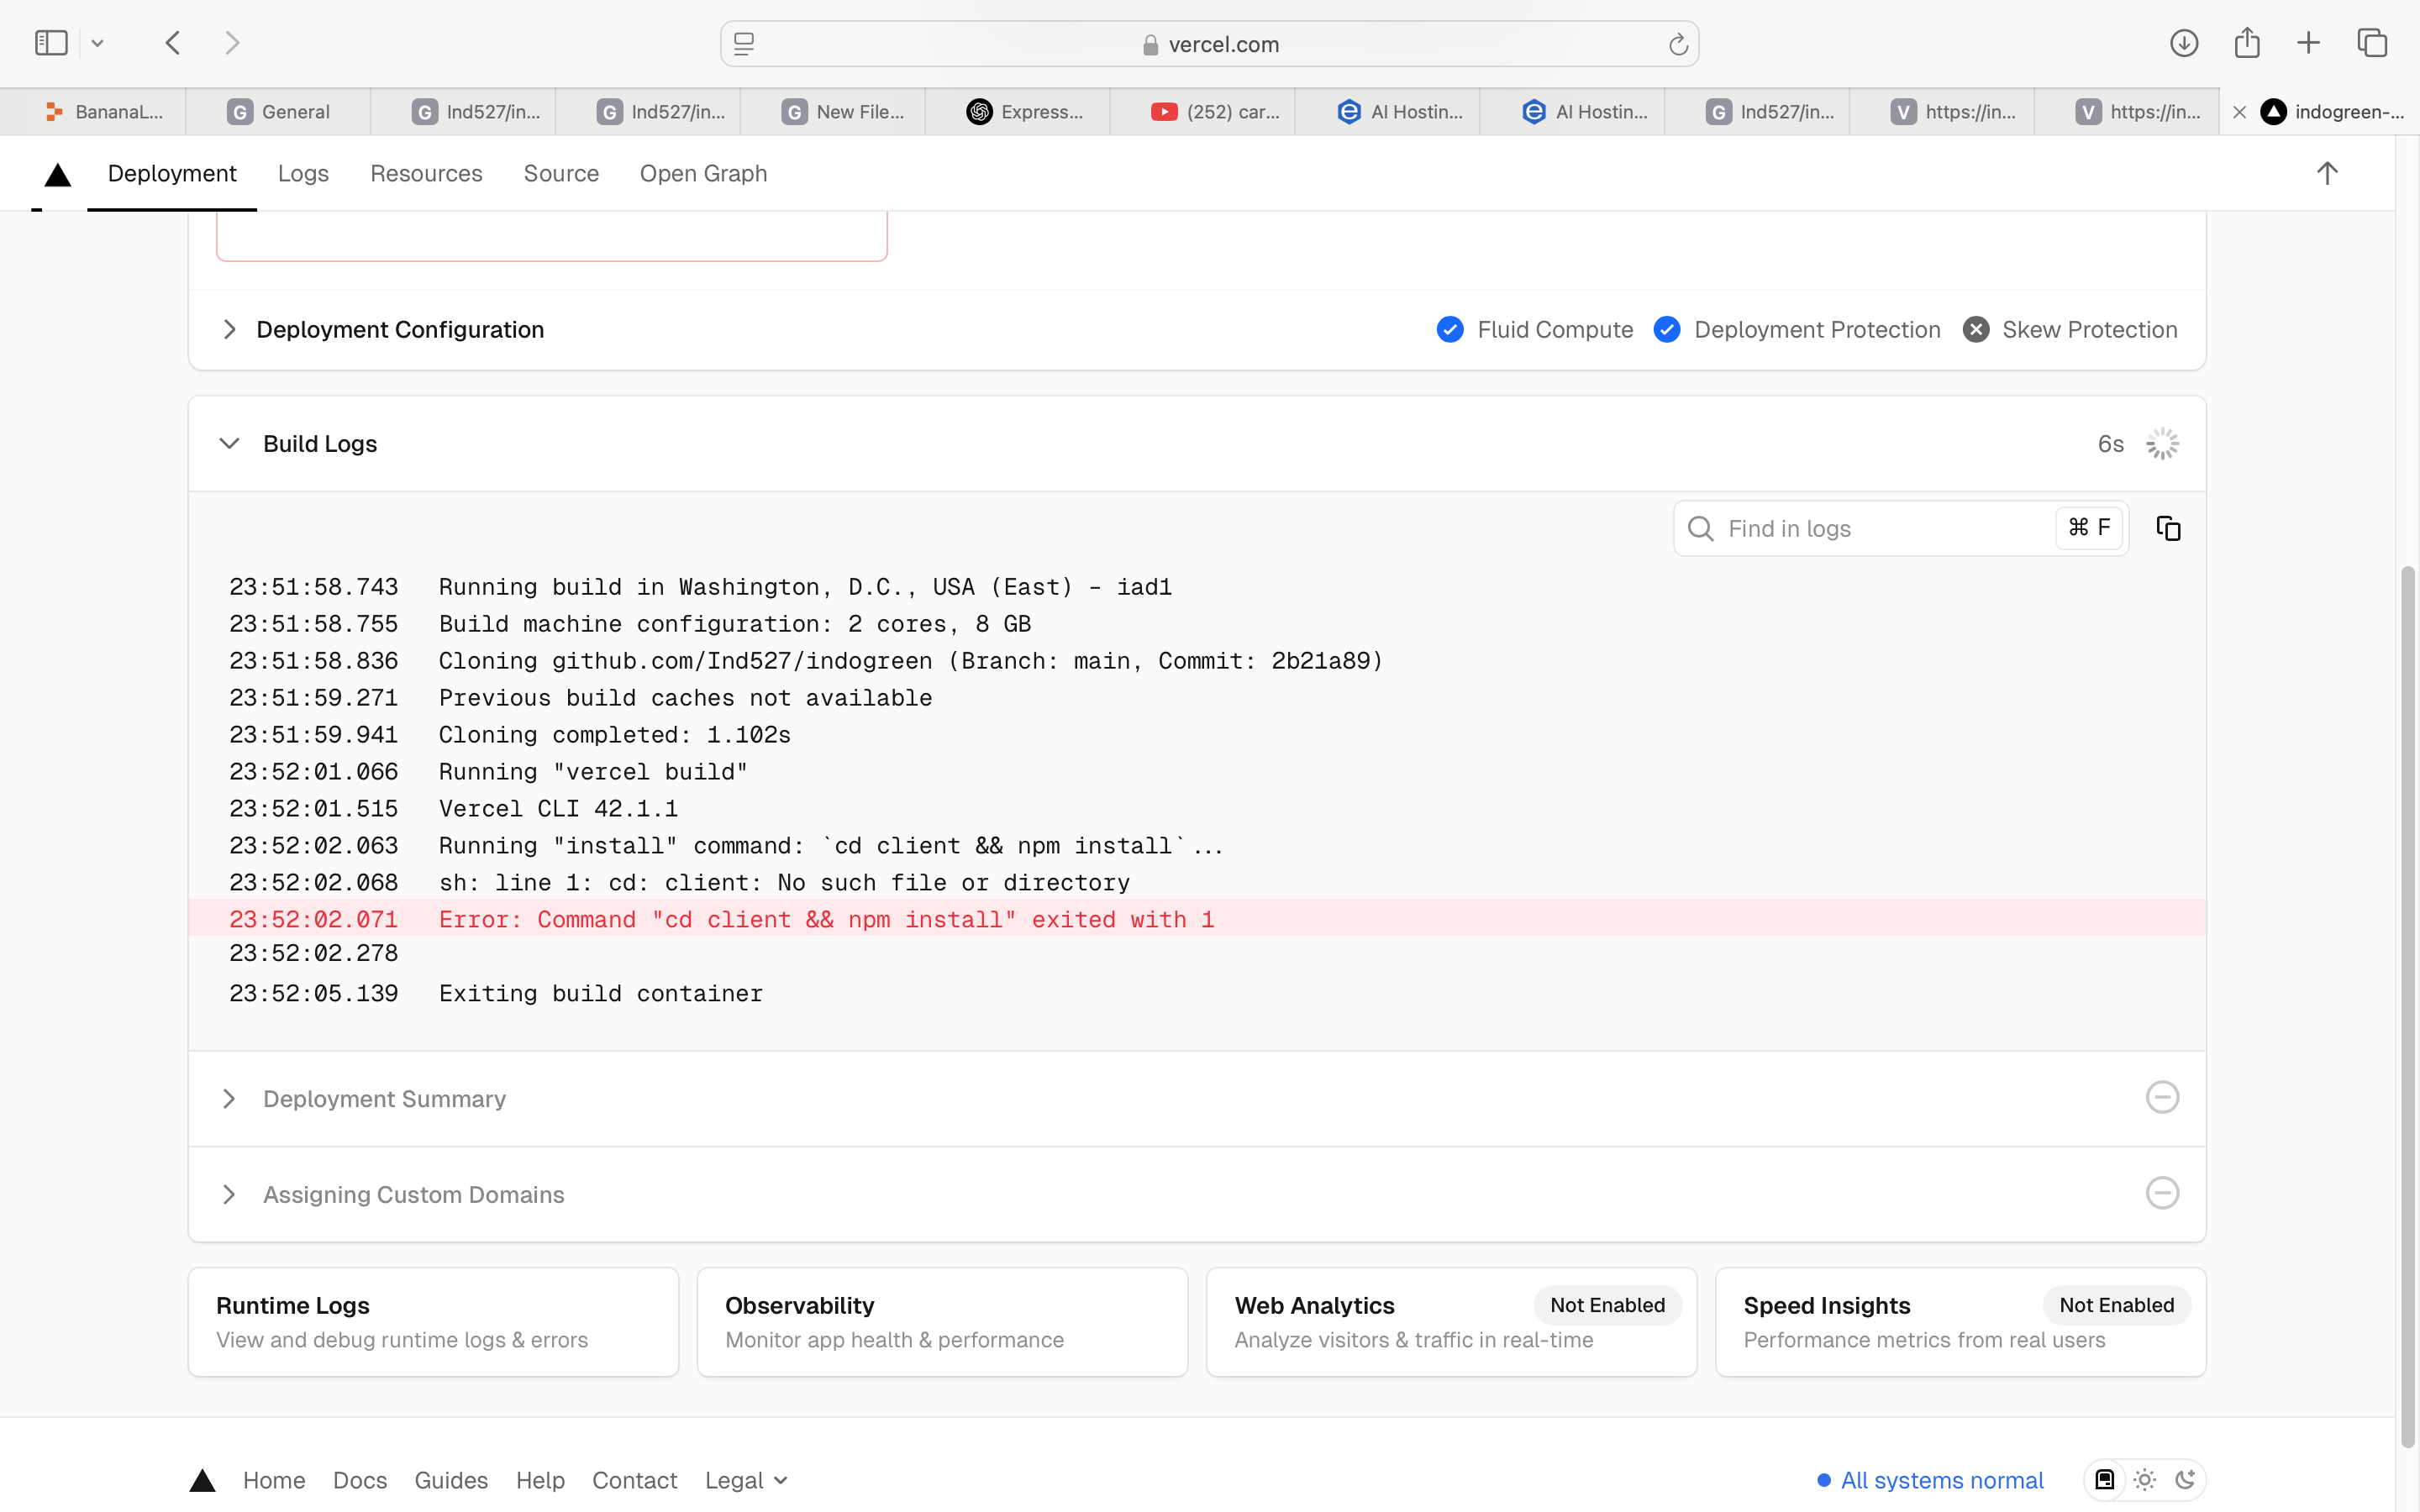 vercel.com
BananaL...
General
Ind527/in...
Ind527/in...
New File...
Express...
(252) car...
AI Hostin...
AI Hostin...
Ind527/in...
https://in...
https://in...
indogreen-...
Deployment
Logs
Resources
Source
Open Graph
Deployment Configuration
Fluid Compute
Deployment Protection
Skew Protection
Build Logs
6s
Find in logs
⌘ F
23:51:58.743 Running build in Washington, D.C., USA (East) – iad1
23:51:58.755 Build machine configuration: 2 cores, 8 GB
23:51:58.836 Cloning github.com/Ind527/indogreen (Branch: main, Commit: 2b21a89)
23:51:59.271 Previous build caches not available
23:51:59.941 Cloning completed: 1.102s
23:52:01.066 Running "vercel build"
23:52:01.515 Vercel CLI 42.1.1
23:52:02.063 Running "install" command: `cd client && npm install`...
23:52:02.068 sh: line 1: cd: client: No such file or directory
23:52:02.071 Error: Command "cd client && npm install" exited with 1
23:52:02.278
23:52:05.139 Exiting build container
Deployment Summary
Assigning Custom Domains
Runtime Logs
View and debug runtime logs & errors
Observability
Monitor app health & performance
Web Analytics
Not Enabled
Analyze visitors & traffic in real-time
Speed Insights
Not Enabled
Performance metrics from real users
Home
Docs
Guides
Help
Contact
Legal
All systems normal